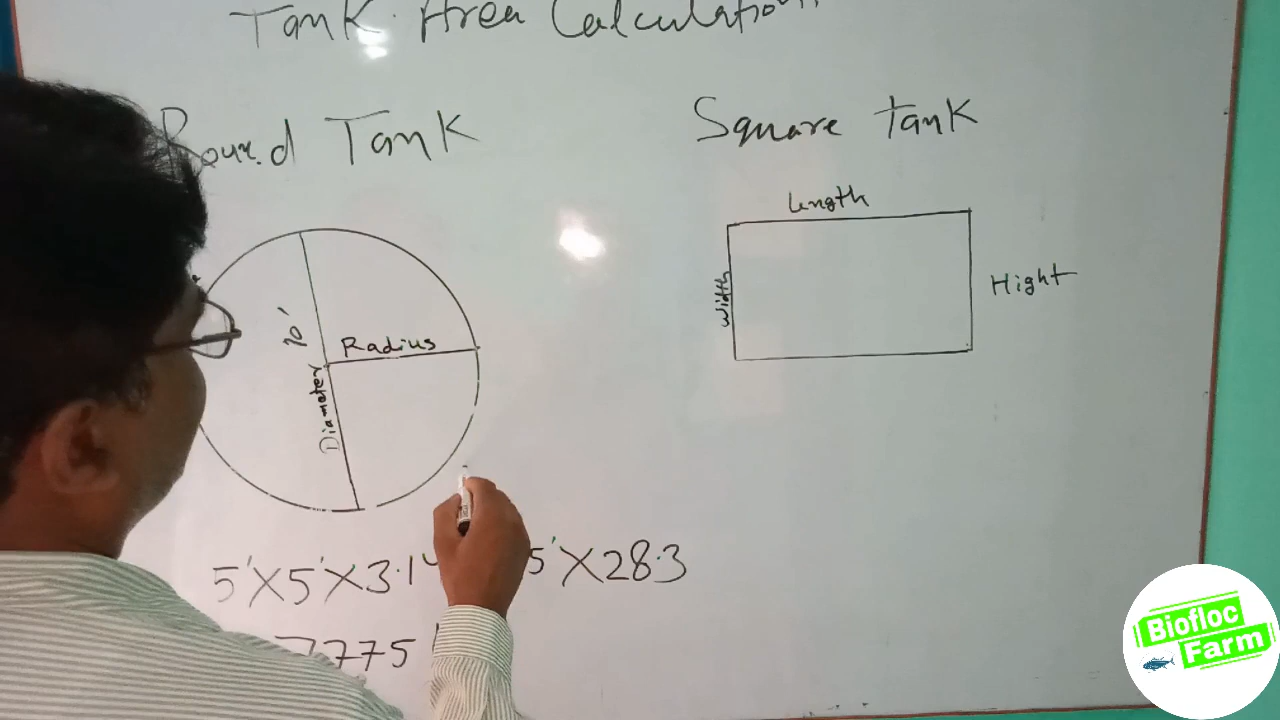 Tank Area Calculation
Round Tank
Square Tank
Length
Width
Hight
10'
Radius
Diameter
5'X5'X3.14
5'X28.3
7775
Biofloc
Farm